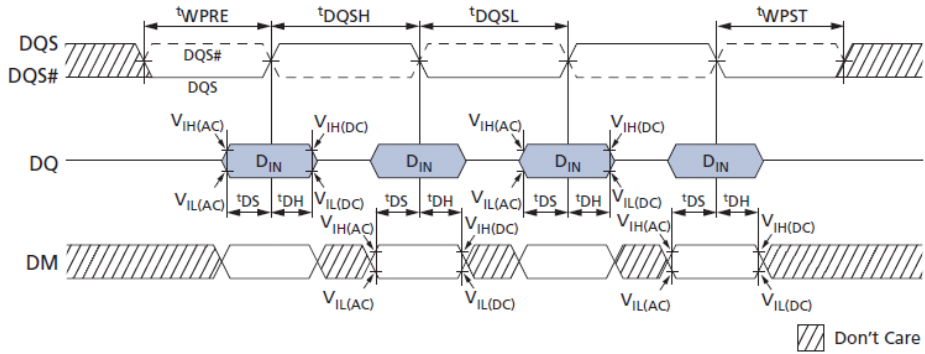 tWPRE tDQSH tDQSL tWPST
DQS
DQS#
DQS#
DQS
VIH(AC) VIH(DC) VIH(AC) VIH(DC)
DQ DIN DIN DIN DIN
VIL(AC) VIL(DC) VIL(AC) VIL(DC)
tDS tDH tDS tDH tDS tDH tDS tDH
VIH(AC) VIH(DC) VIH(AC) VIH(DC)
DM
VIL(AC) VIL(DC) VIL(AC) VIL(DC)
Don't Care